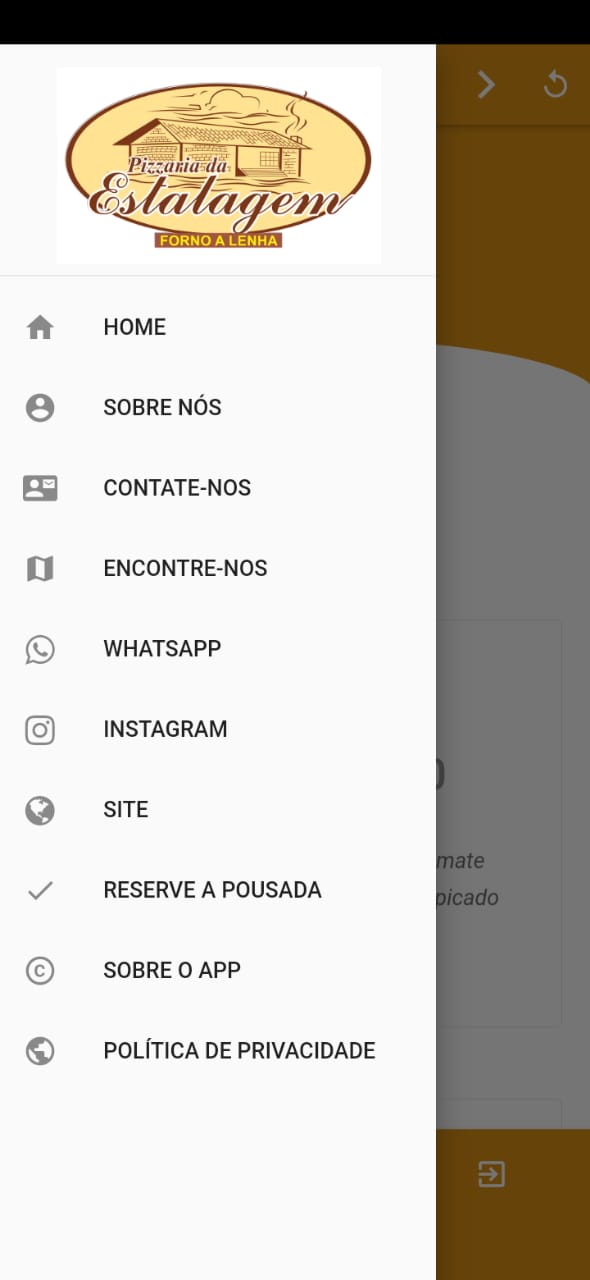 Pizzaria da
Estalagem
FORNO A LENHA
HOME
SOBRE NÓS
CONTATE-NOS
ENCONTRE-NOS
WHATSAPP
INSTAGRAM
SITE
mate
RESERVE A POUSADA
picado
SOBRE O APP
POLÍTICA DE PRIVACIDADE